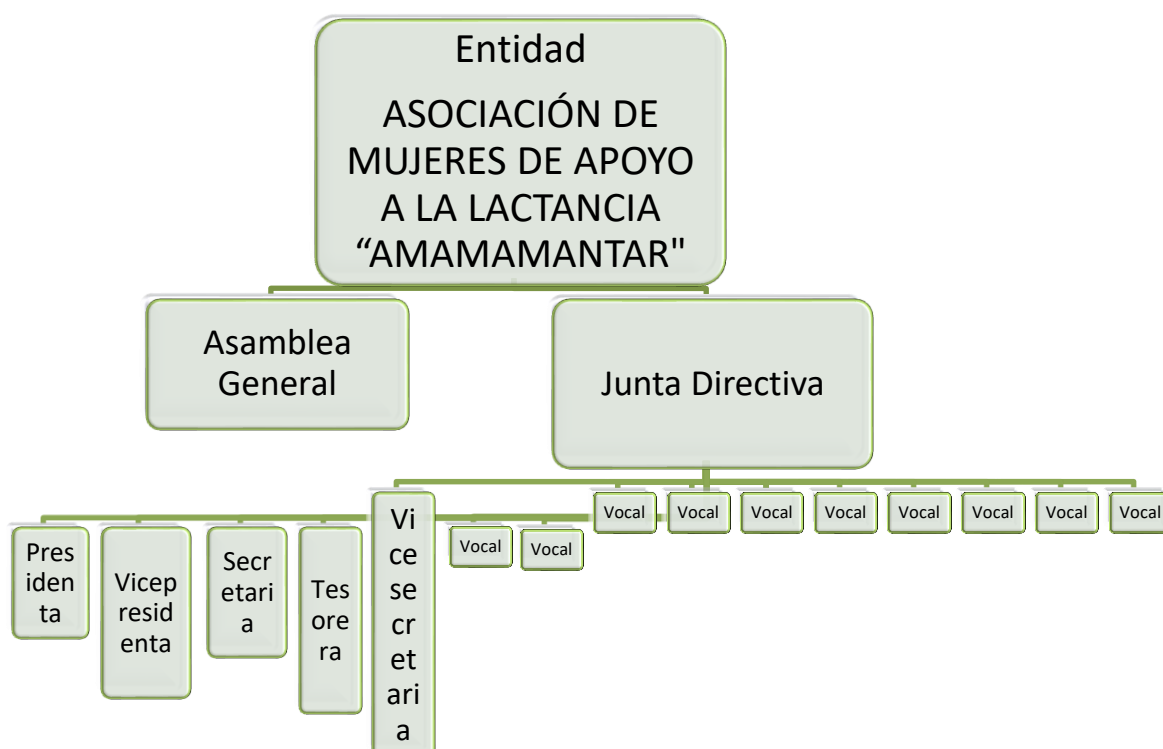 Entidad
ASOCIACIÓN DE
MUJERES DE APOYO
A LA LACTANCIA
“AMAMAMANTAR"
Asamblea
General
Junta Directiva
Pres
iden
ta
Vicep
resid
enta
Secr
etari
a
Tes
ore
ra
Vi
ce
se
cr
et
ari
a
Vocal
Vocal
Vocal
Vocal
Vocal
Vocal
Vocal
Vocal
Vocal
Vocal